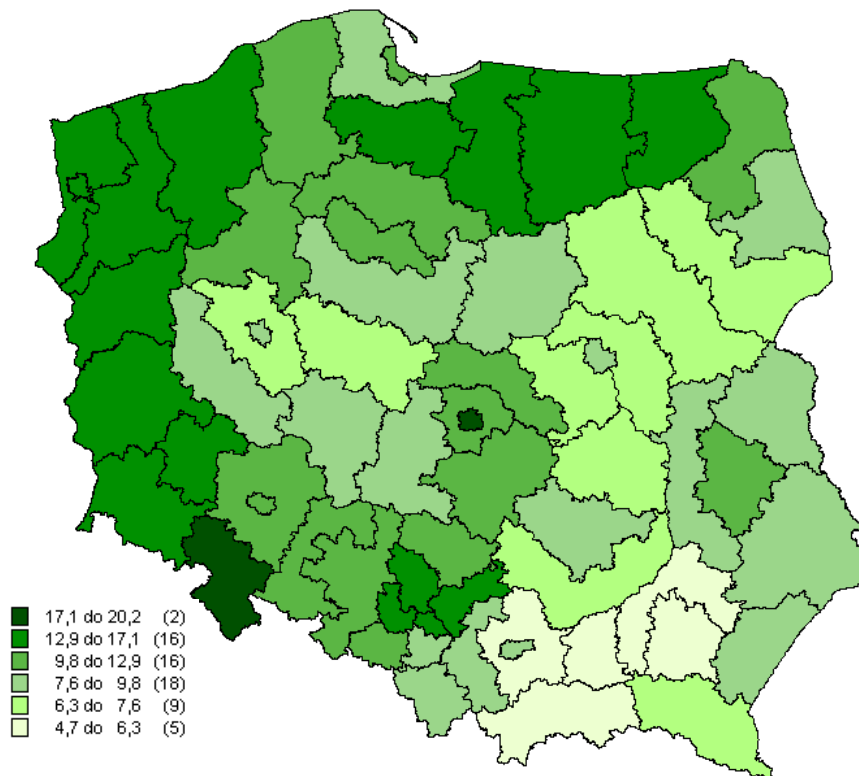 17,1 do 20,2 (2)
12,9 do 17,1 (16)
9,8 do 12,9 (16)
7,6 do 9,8 (18)
6,3 do 7,6 (9)
4,7 do 6,3 (5)